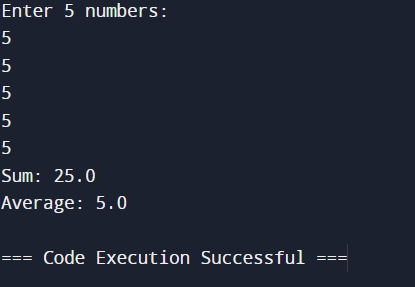 Enter 5 numbers:
5
5
5
5
5
Sum: 25.0
Average: 5.0
=== Code Execution Successful ===